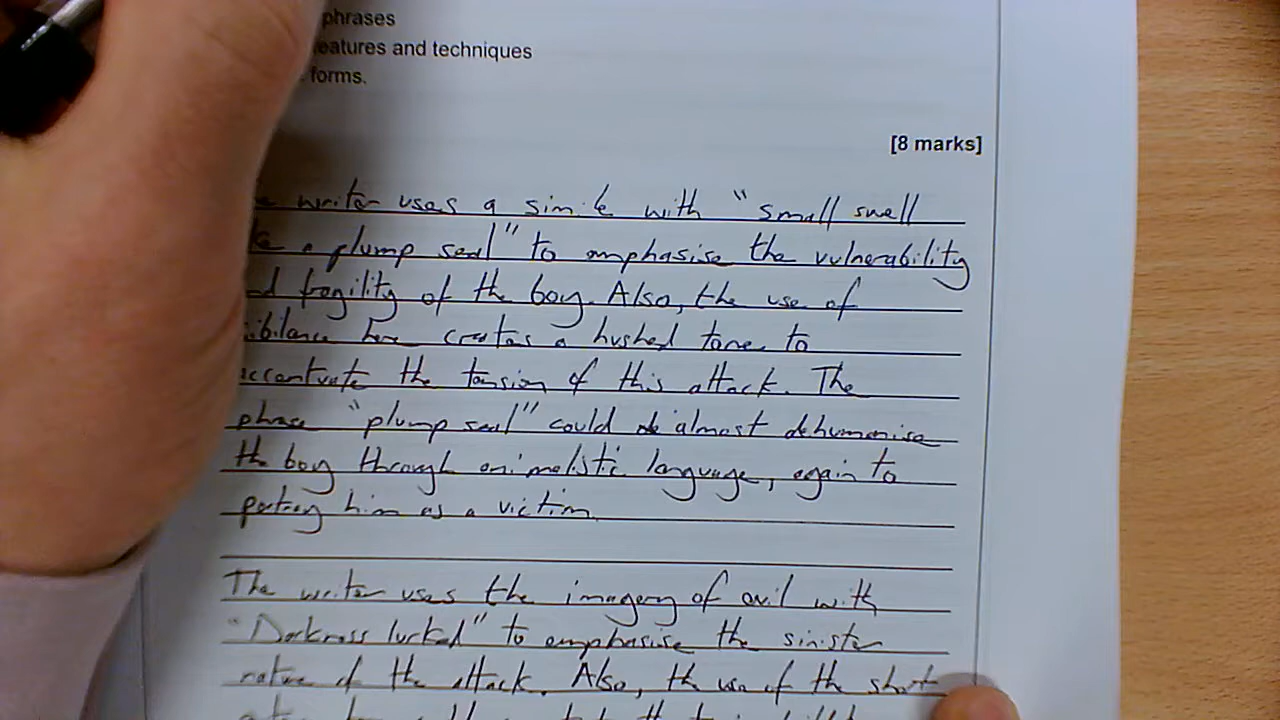 phrases
eatures and techniques
forms.
[8 marks]
writer uses a simile with "small swell
a plump seal" to emphasise the vulnerability
fragility of the boy. Also, the use of
here creates a hushed tone to
accentuate the tension of this attack. The
phrase "plump seal" could almost dehumanise
the boy through animalistic language, again to
portray him as a victim.
The writer uses the imagery of evil with
"Darkness lurked" to emphasise the sinister
nature of the attack. Also, the use of the short